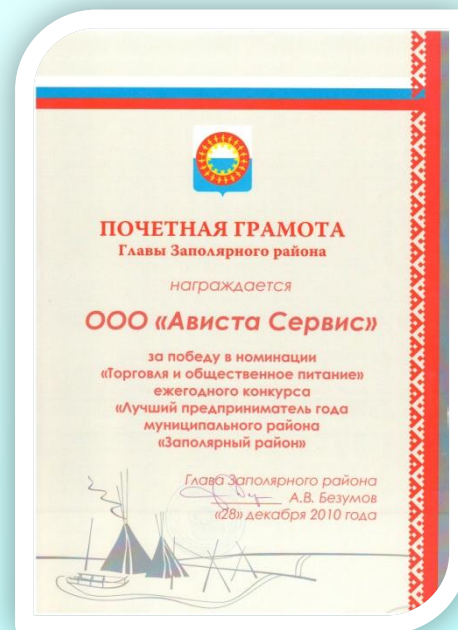 ПОЧЕТНАЯ ГРАМОТА
Главы Заполярного района
награждается
ООО «Ависта Сервис»
за победу в номинации
«Торговля и общественное питание»
ежегодного конкурса
«Лучший предприниматель года
муниципального района
«Заполярный район»
Глава Заполярного района
А.В. Безумов
«28» декабря 2010 года